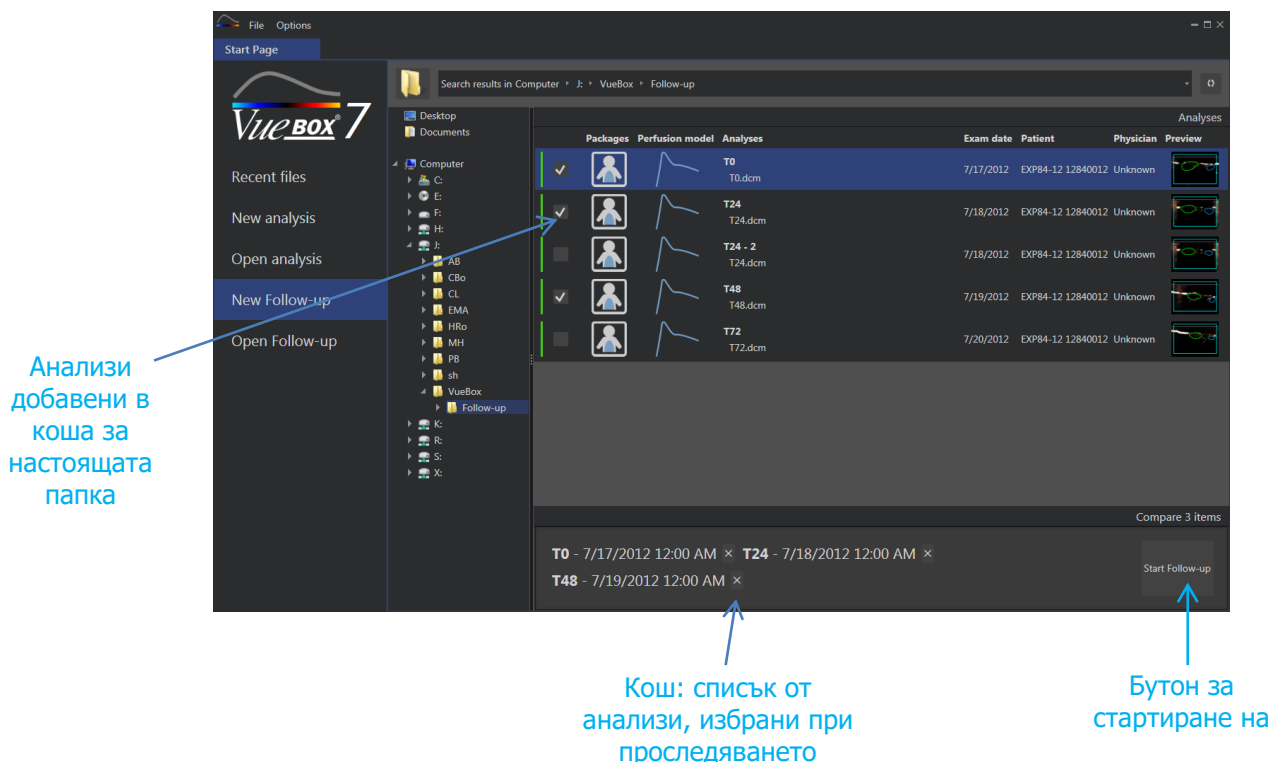 File Options
Start Page
VUEBOX® 7
Recent files
New analysis
Open analysis
New Follow-up
Open Follow-up
Search results in Computer J: VueBox Follow-up
Desktop
Documents
Computer
C:
E:
F:
H:
J:
AB
CBo
CL
EMA
HRo
MH
PB
sh
VueBox
Follow-up
K:
R:
S:
X:
Analyses
Packages Perfusion model Analyses Exam date Patient Physician Preview
T0
T0.dcm
7/17/2012 EXP84-12 12840012 Unknown
T24
T24.dcm
7/18/2012 EXP84-12 12840012 Unknown
T24 - 2
T24.dcm
7/18/2012 EXP84-12 12840012 Unknown
T48
T48.dcm
7/19/2012 EXP84-12 12840012 Unknown
T72
T72.dcm
7/20/2012 EXP84-12 12840012 Unknown
Compare 3 items
T0 - 7/17/2012 12:00 AM × T24 - 7/18/2012 12:00 AM ×
T48 - 7/19/2012 12:00 AM ×
Start Follow-up
Анализи
добавени в
коша за
настоящата
папка
Кош: списък от
анализи, избрани при
проследяването
Бутон за
стартиране на